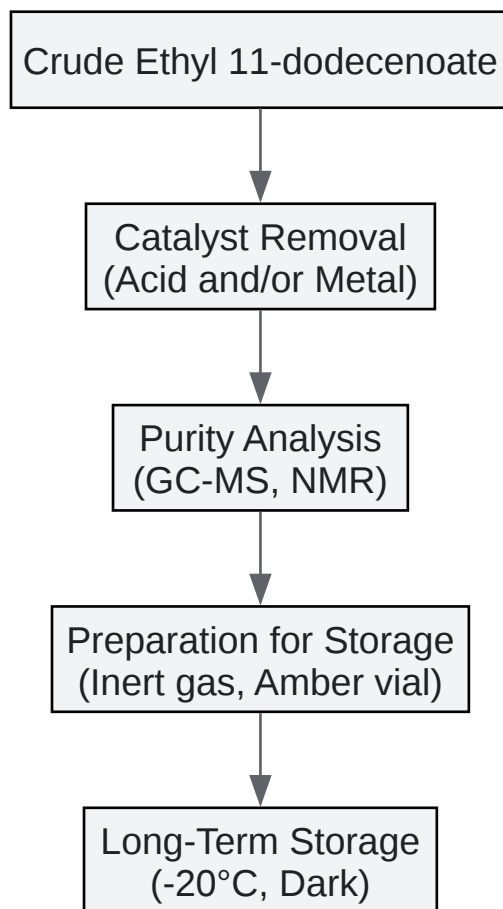 Crude Ethyl 11-dodecenoate
Catalyst Removal
(Acid and/or Metal)
Purity Analysis
(GC-MS, NMR)
Preparation for Storage
(Inert gas, Amber vial)
Long-Term Storage
(-20°C, Dark)